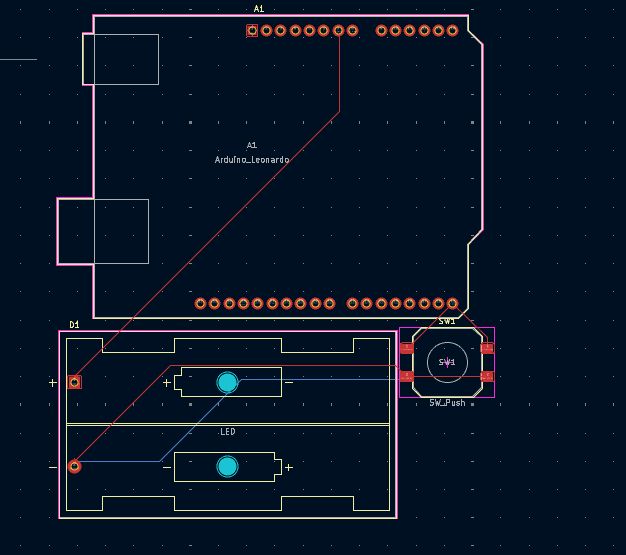 A1
A1
Arduino_Leonardo
D1
SW1
SW1
+ + −
SW_Push
LED
− − +